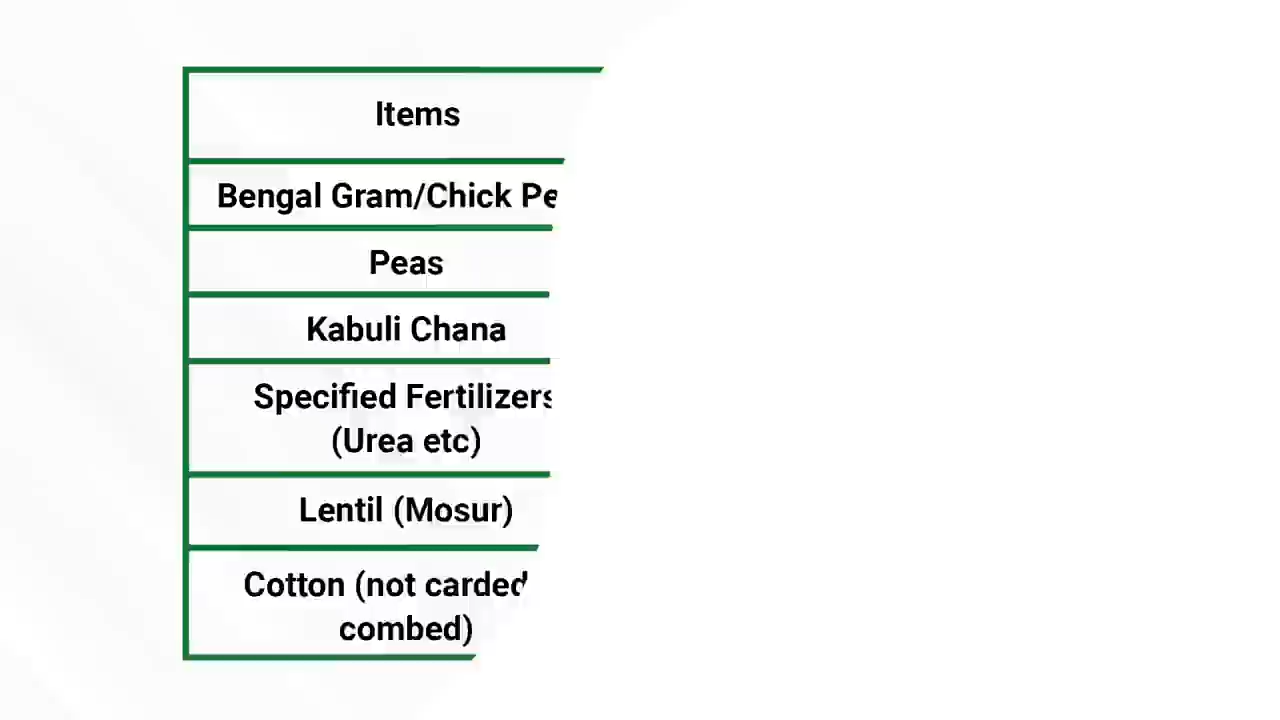 Items
Bengal Gram/Chick Pe
Peas
Kabuli Chana
Specified Fertilizers
(Urea etc)
Lentil (Mosur)
Cotton (not carded
combed)